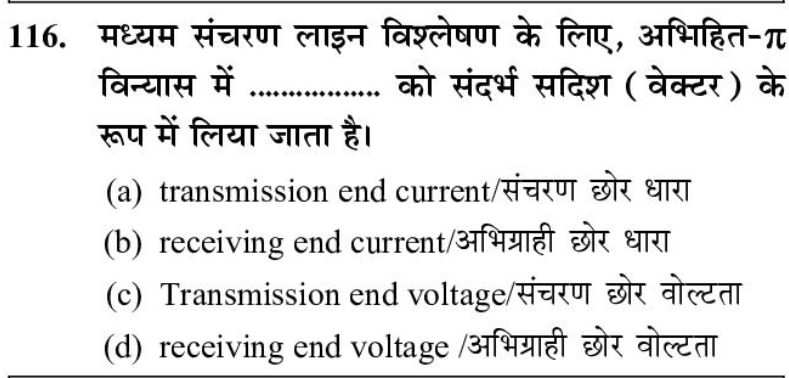 116. मध्यम संचरण लाइन विश्लेषण के लिए, अभिहित-π
विन्यास में ................. को संदर्भ सदिश ( वेक्टर ) के
रूप में लिया जाता है।
(a) transmission end current/संचरण छोर धारा
(b) receiving end current/अभिग्राही छोर धारा
(c) Transmission end voltage/संचरण छोर वोल्टता
(d) receiving end voltage /अभिग्राही छोर वोल्टता